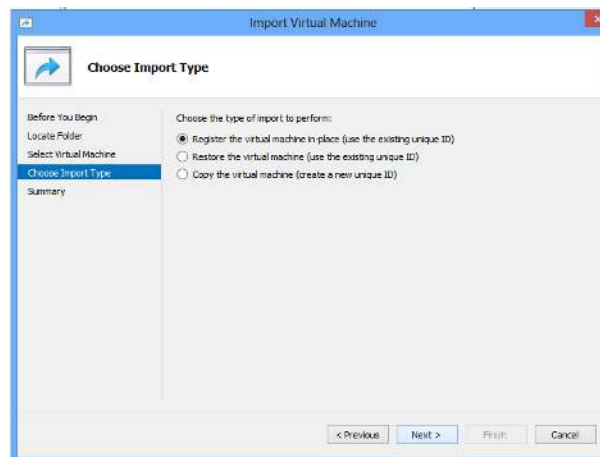 Import Virtual Machine
Choose Import Type
Before You Begin
Locate Folder
Select Virtual Machine
Choose Import Type
Summary
Choose the type of import to perform:
Register the virtual machine in-place (use the existing unique ID)
Restore the virtual machine (use the existing unique ID)
Copy the virtual machine (create a new unique ID)
< Previous
Next >
Finish
Cancel